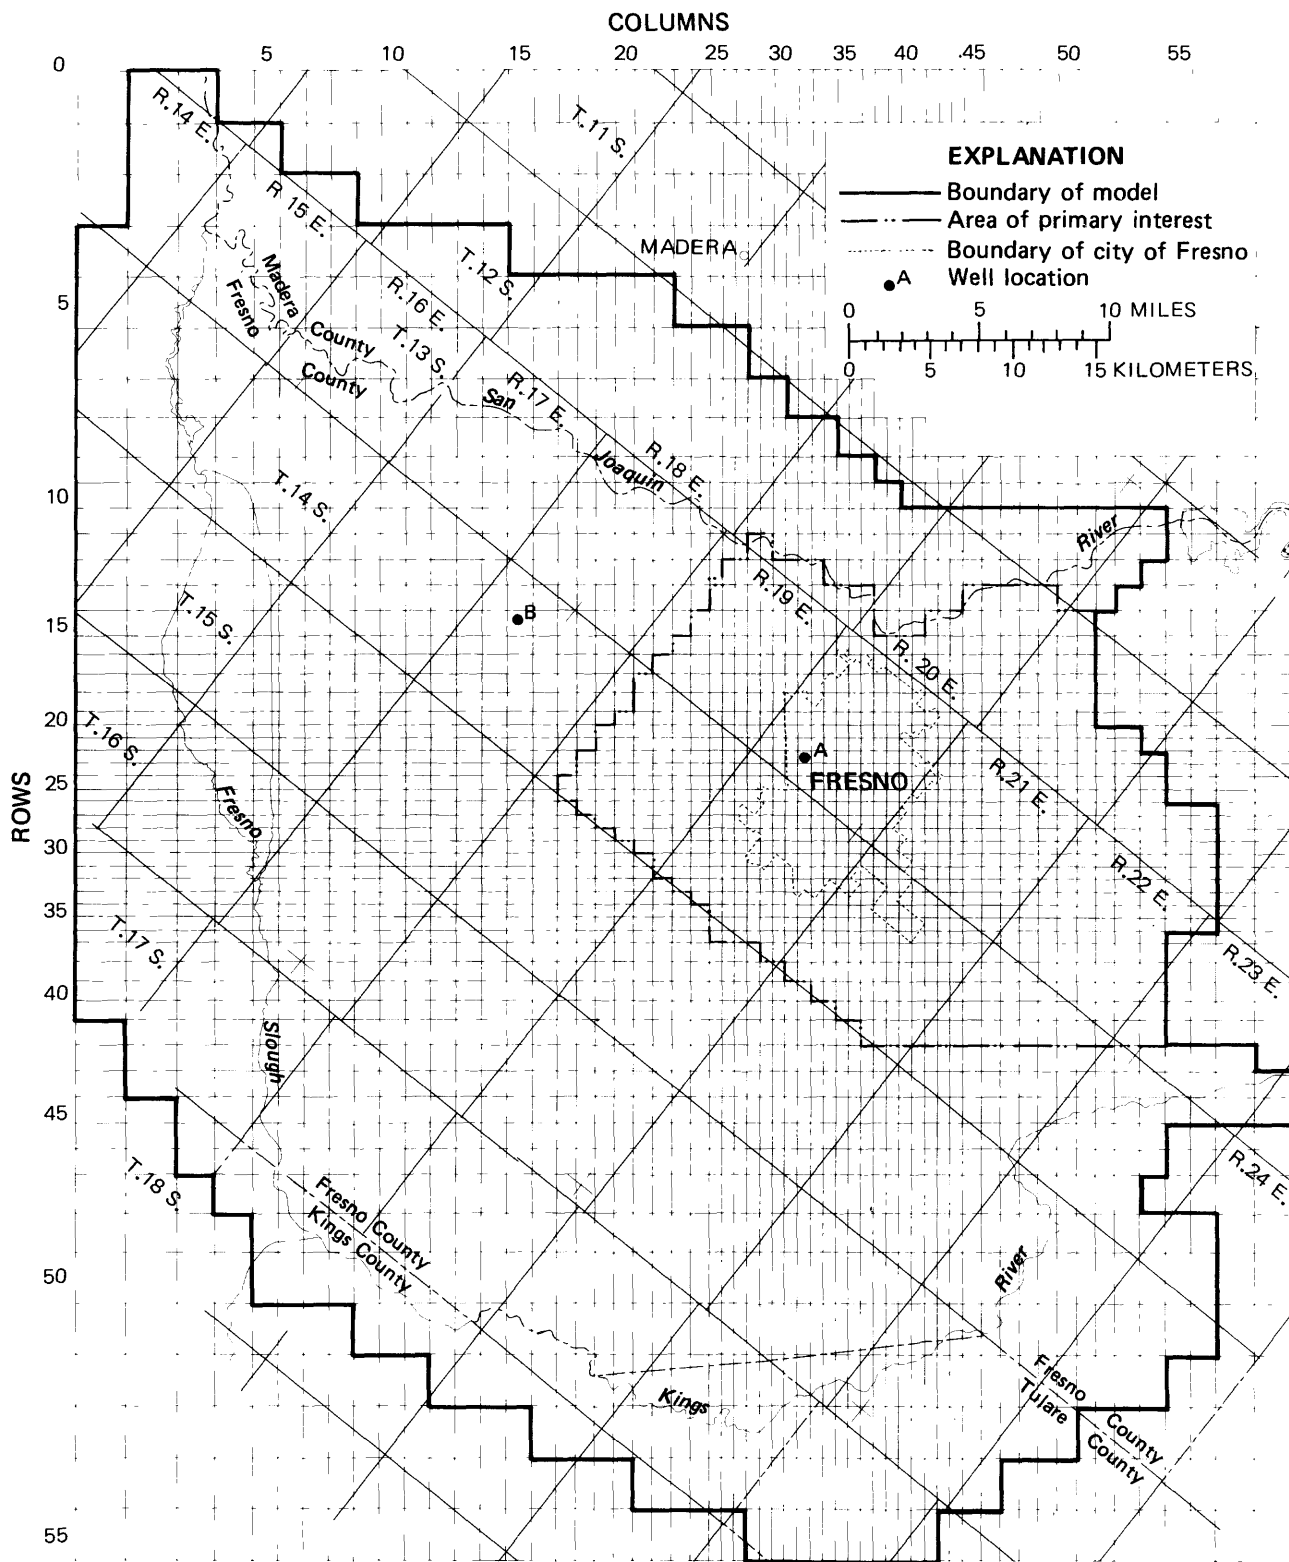 COLUMNS
0 5 10 15 20 25 30 35 40 45 50 55
R.14 E.
T.11 S.
EXPLANATION
Boundary of model
Area of primary interest
Boundary of city of Fresno
A Well location
0 5 10 MILES
0 5 10 15 KILOMETERS
R 15 E.
MADERA
T.12 S.
Madera
Fresno
County
County
R.16 E.
T.13 S.
5
San
R.17 E.
Joaquin
R.18 E.
10
T.14 S.
River
R.19 E.
B
15
T.15 S.
R. 20 E.
20
T.16 S.
A
FRESNO
R.21 E.
25
ROWS
Fresno
30
R.22 E.
35
T.17 S.
R.23 E.
40
Slough
45
T.18 S.
R.24 E.
Fresno County
Kings County
River
50
Kings
Fresno
Tulare
County
County
55